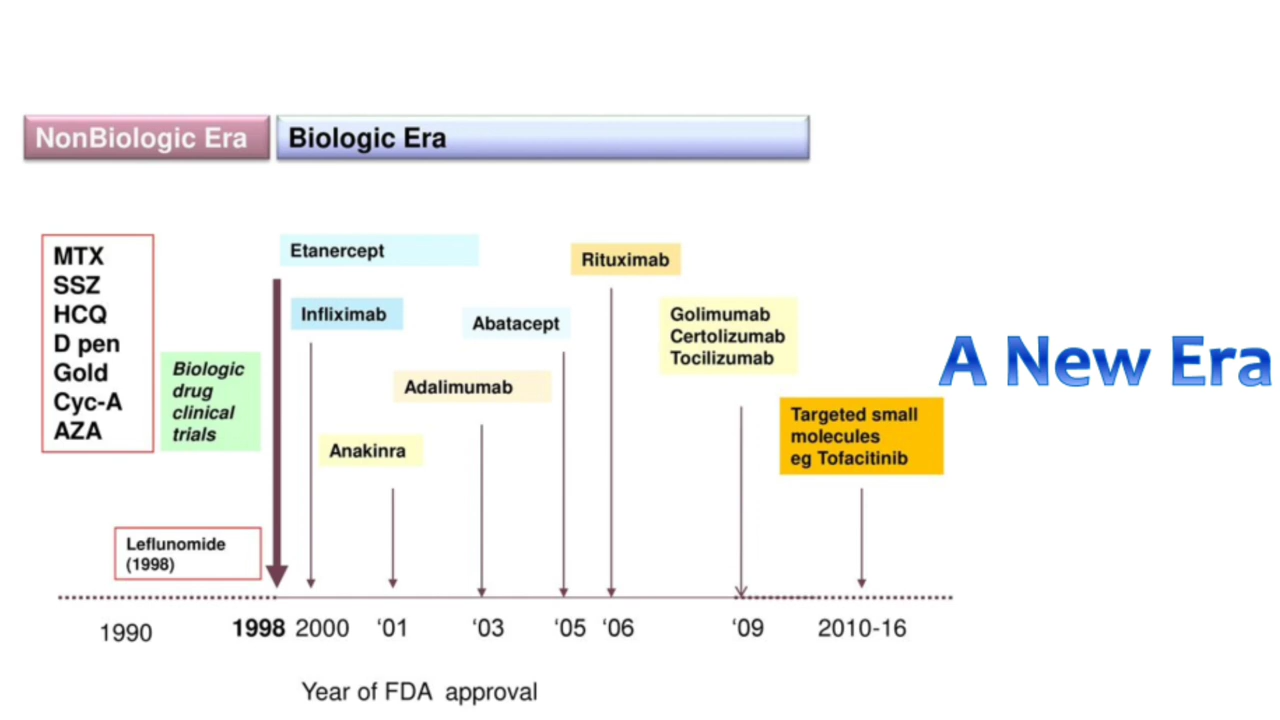 NonBiologic Era
Biologic Era
MTX
SSZ
HCQ
D pen
Gold
Cyc-A
AZA
Biologic
drug
clinical
trials
Leflunomide
(1998)
Etanercept
Infliximab
Anakinra
Adalimumab
Abatacept
Rituximab
Golimumab
Certolizumab
Tocilizumab
Targeted small
molecules
eg Tofacitinib
A New Era
1990
1998
2000
‘01
‘03
‘05
‘06
‘09
2010-16
Year of FDA approval